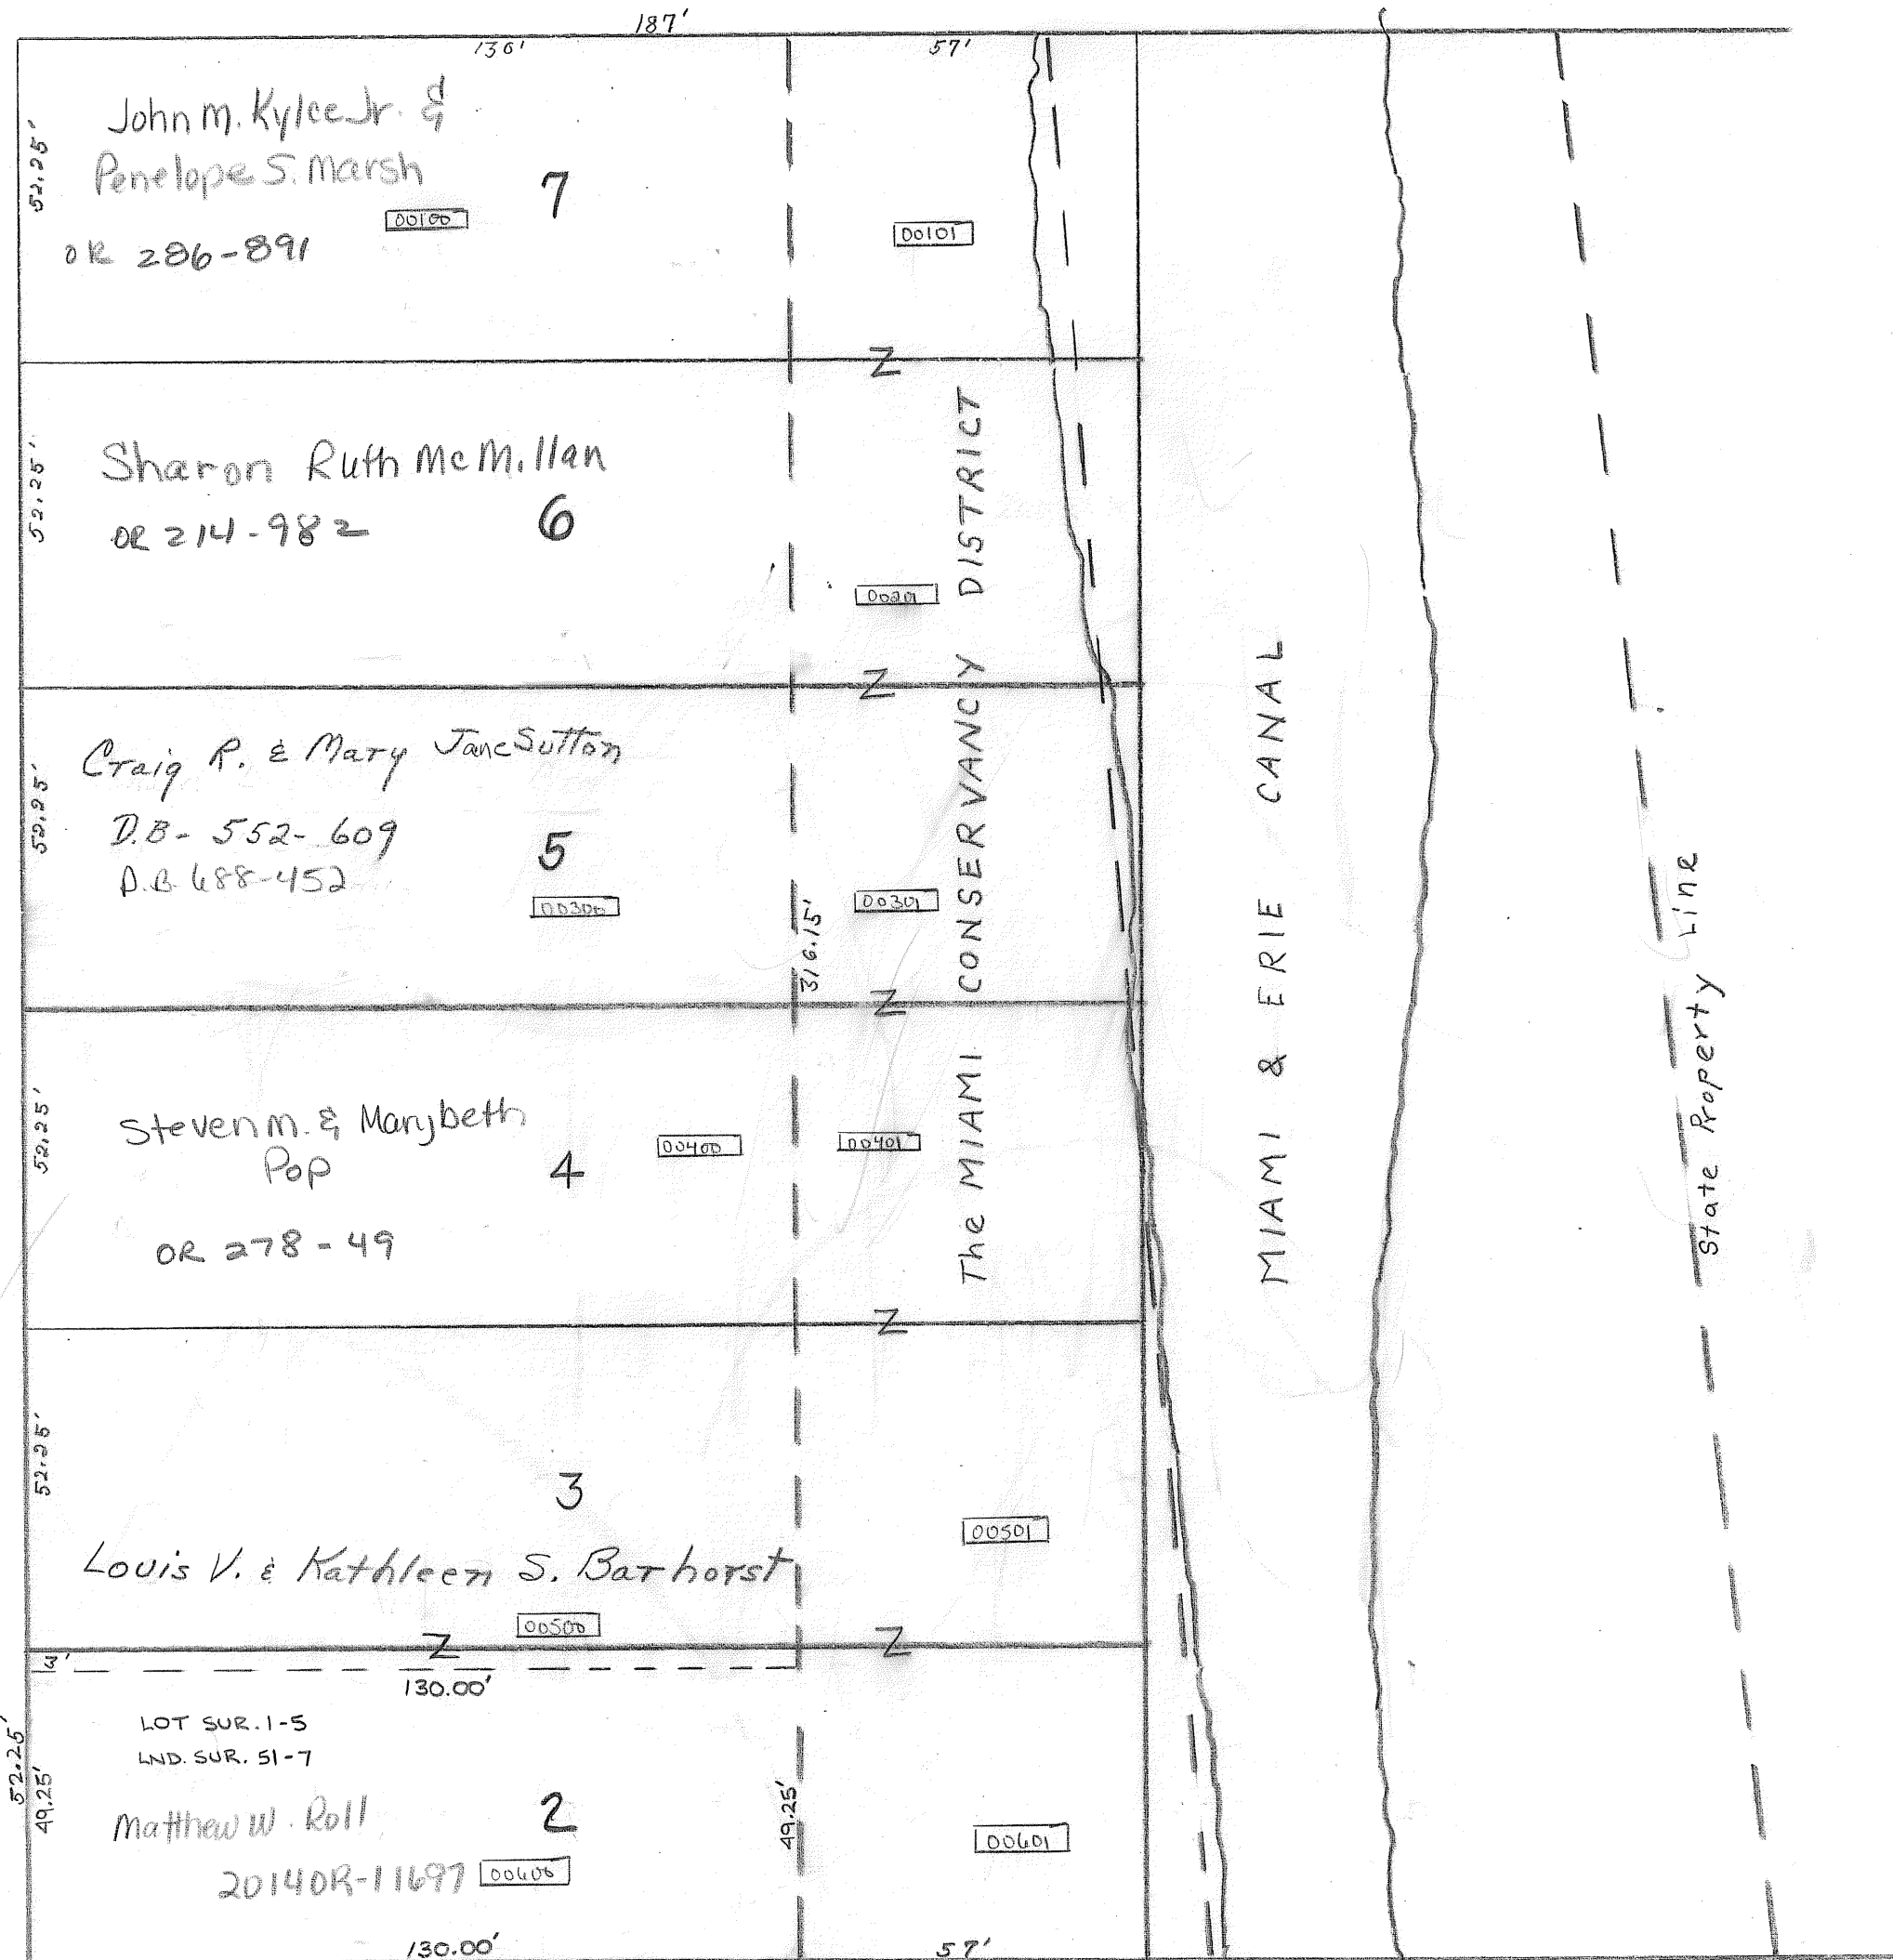 187'
130'
57'
52.25'
John M. Kylee Jr. &
Penelope S. Marsh
7
00100
00101
OR 286-891
Z
52.25'
Sharon Ruth McMillan
OR 214-982
6
00201
Z
52.25'
Craig R. & Mary Jane Sutton
D.B- 552-609
D.B. 688-452
5
00300
00301
316.15'
Z
The MIAMI CONSERVANCY DISTRICT
MIAMI & ERIE CANAL
State Property Line
52.25'
Steven M. & Marybeth
Pop
4
00400
00401
OR 278-49
Z
52.25'
3
00501
Louis V. & Kathleen S. Barhorst
00500
Z
Z
3'
130.00'
52.25'
49.25'
LOT SUR. 1-5
LND. SUR. 51-7
Matthew W. Roll
2
49.25'
00601
2014OR-11697
00600
130.00'
57'